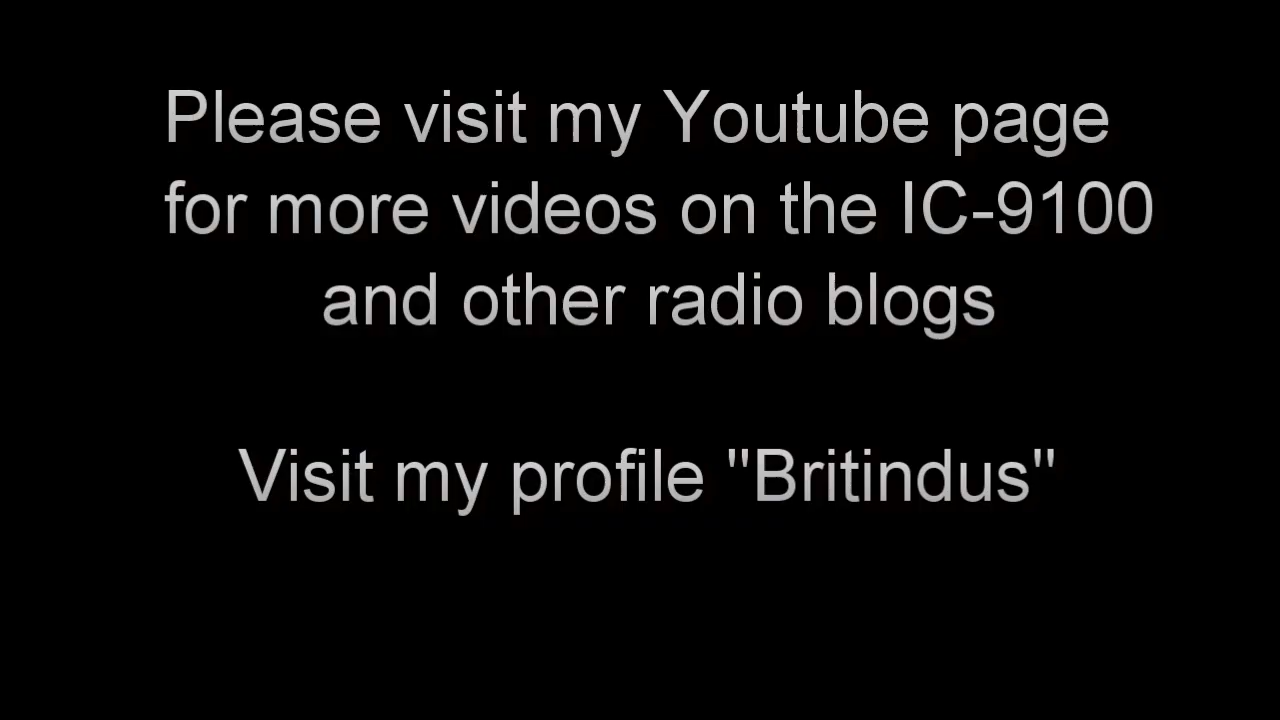 Please visit my Youtube page
for more videos on the IC-9100
and other radio blogs
Visit my profile "Britindus"